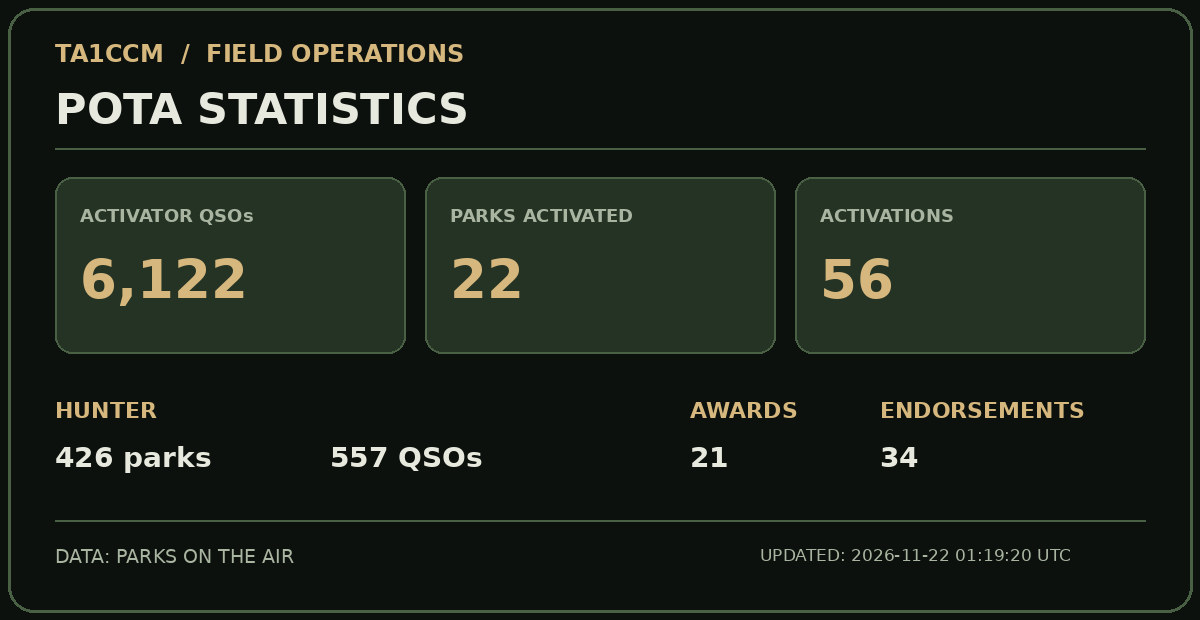 TA1CCM / FIELD OPERATIONS
POTA STATISTICS
ACTIVATOR QSOs
6,122
PARKS ACTIVATED
22
ACTIVATIONS
56
HUNTER
426 parks 557 QSOs
AWARDS
21
ENDORSEMENTS
34
DATA: PARKS ON THE AIR
UPDATED: 2026-11-22 01:19:20 UTC